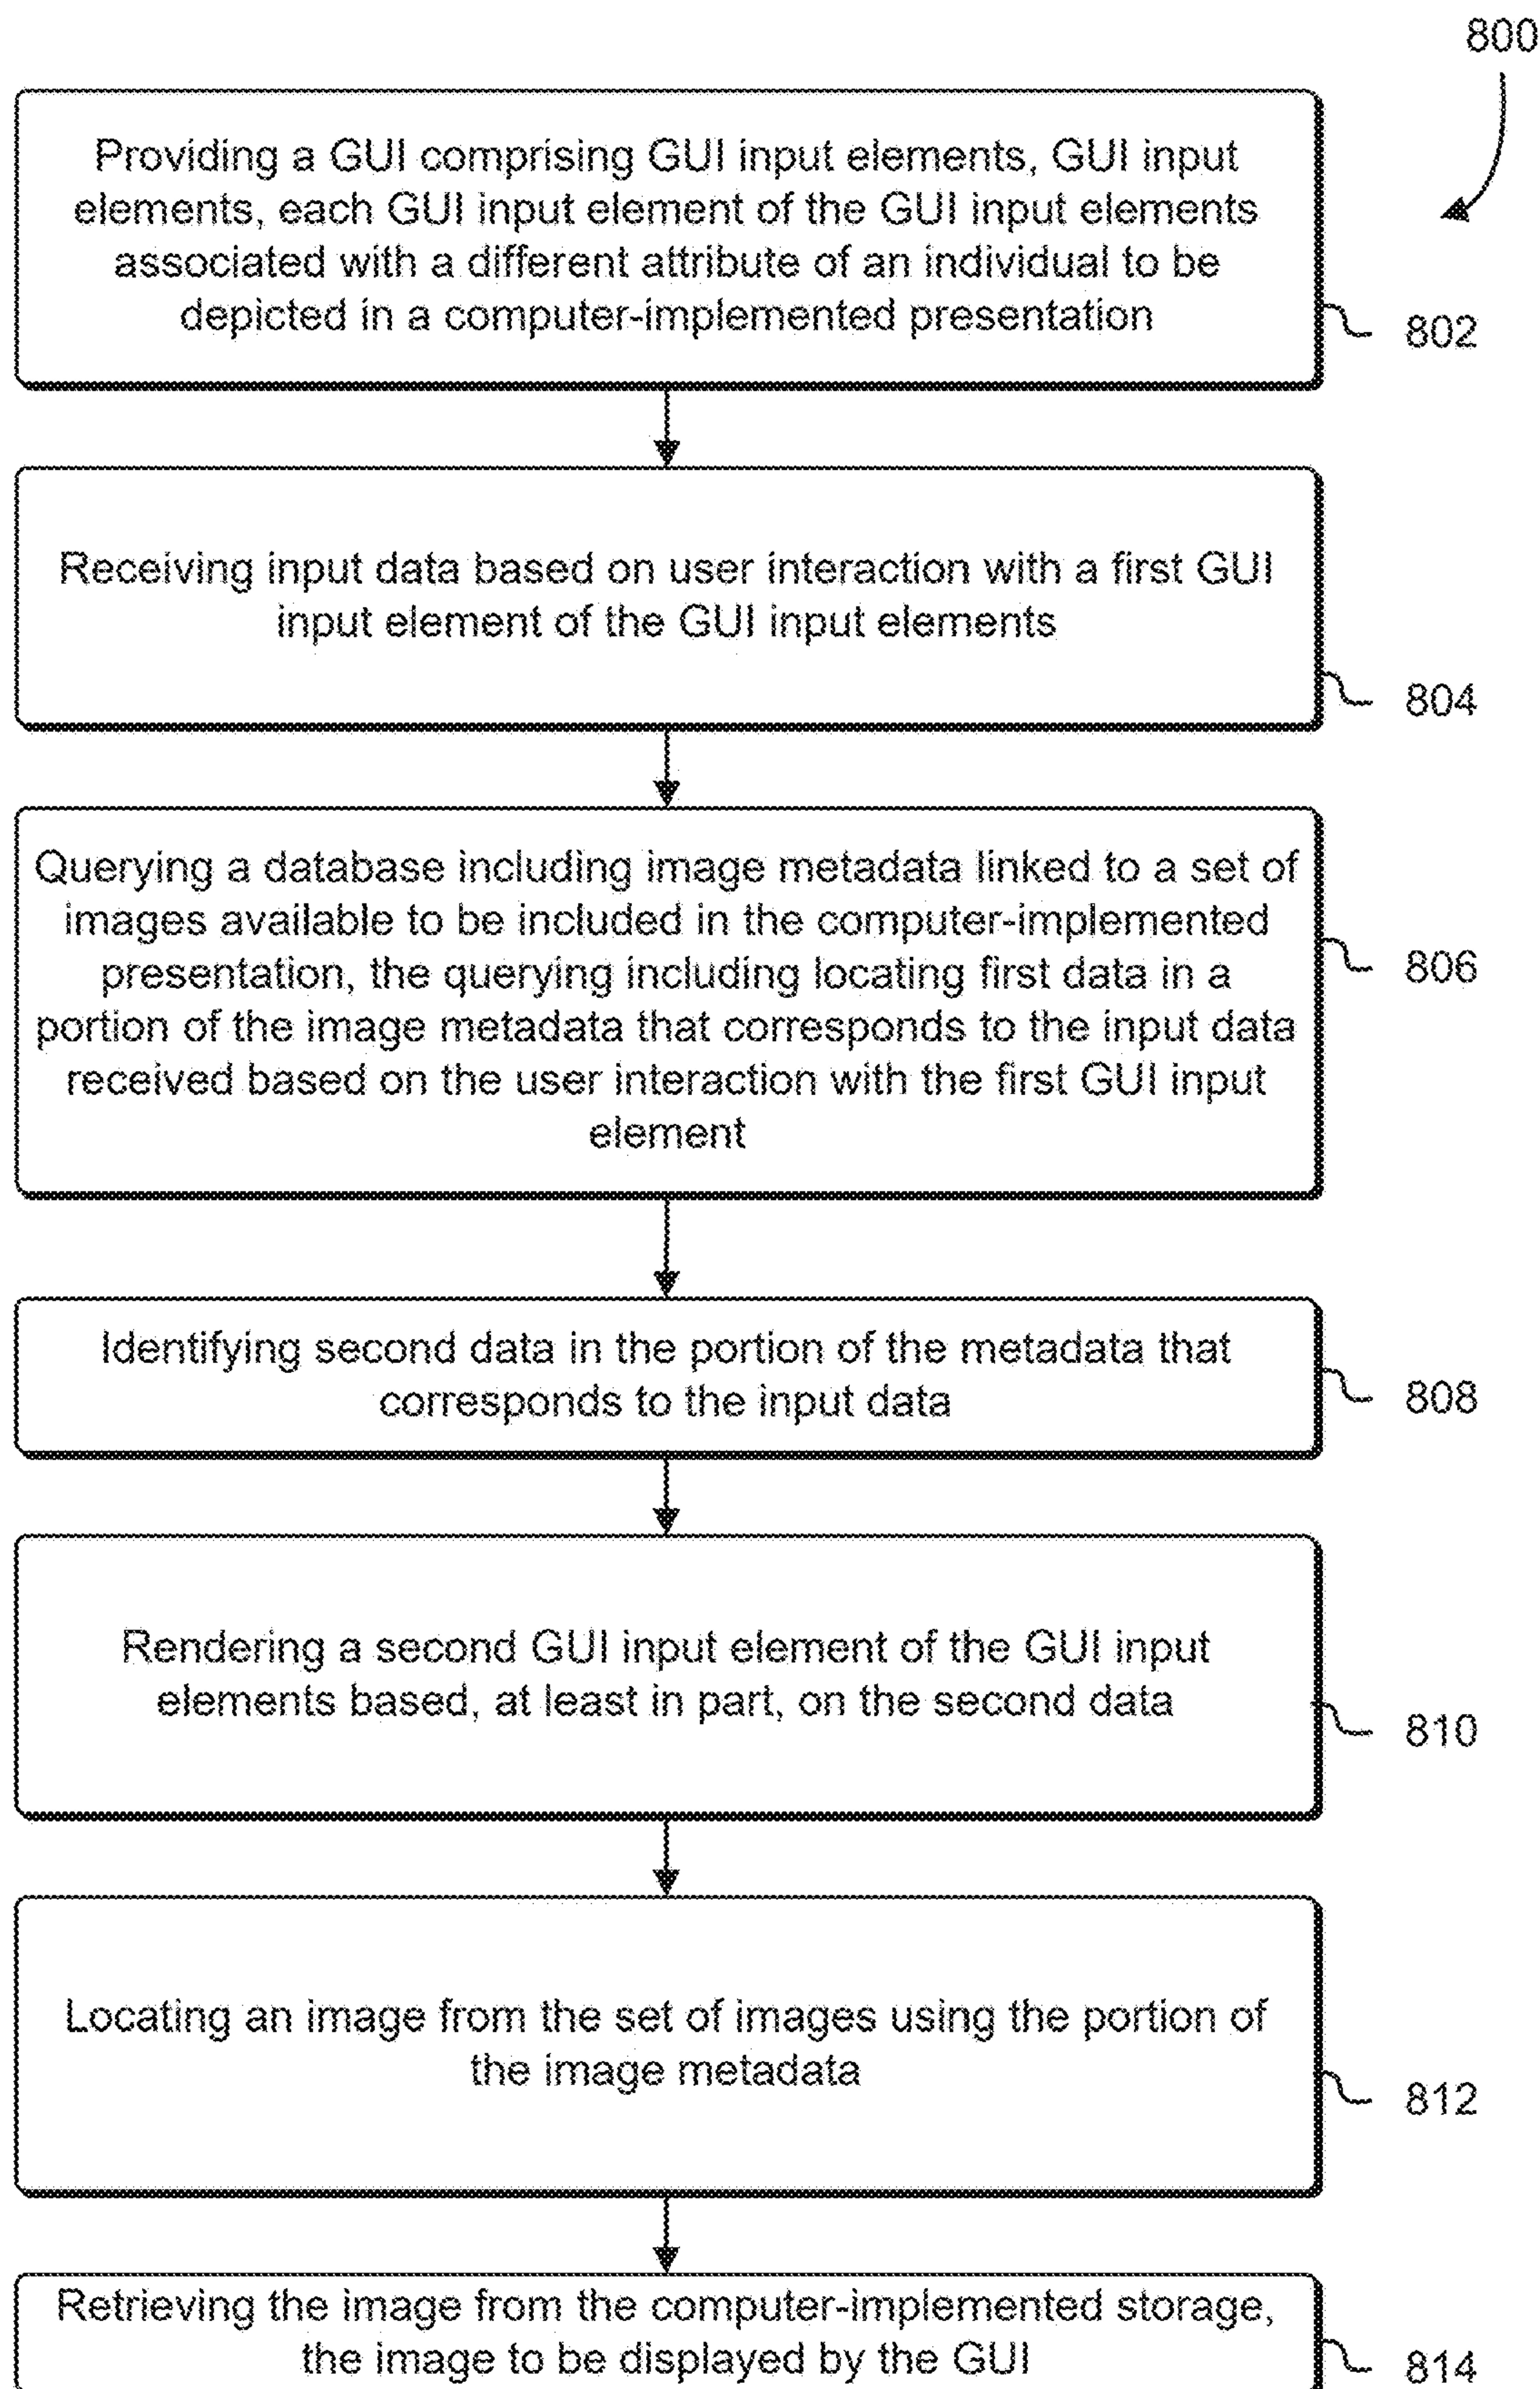 800
Providing a GUI comprising GUI input elements, GUI input
elements, each GUI input element of the GUI input elements
associated with a different attribute of an individual to be
depicted in a computer-implemented presentation
802
Receiving input data based on user interaction with a first GUI
input element of the GUI input elements
804
Querying a database including image metadata linked to a set of
images available to be included in the computer-implemented
presentation, the querying including locating first data in a
portion of the image metadata that corresponds to the input data
received based on the user interaction with the first GUI input
element
806
Identifying second data in the portion of the metadata that
corresponds to the input data
808
Rendering a second GUI input element of the GUI input
elements based, at least in part, on the second data
810
Locating an image from the set of images using the portion of
the image metadata
812
Retrieving the image from the computer-implemented storage,
the image to be displayed by the GUI
814